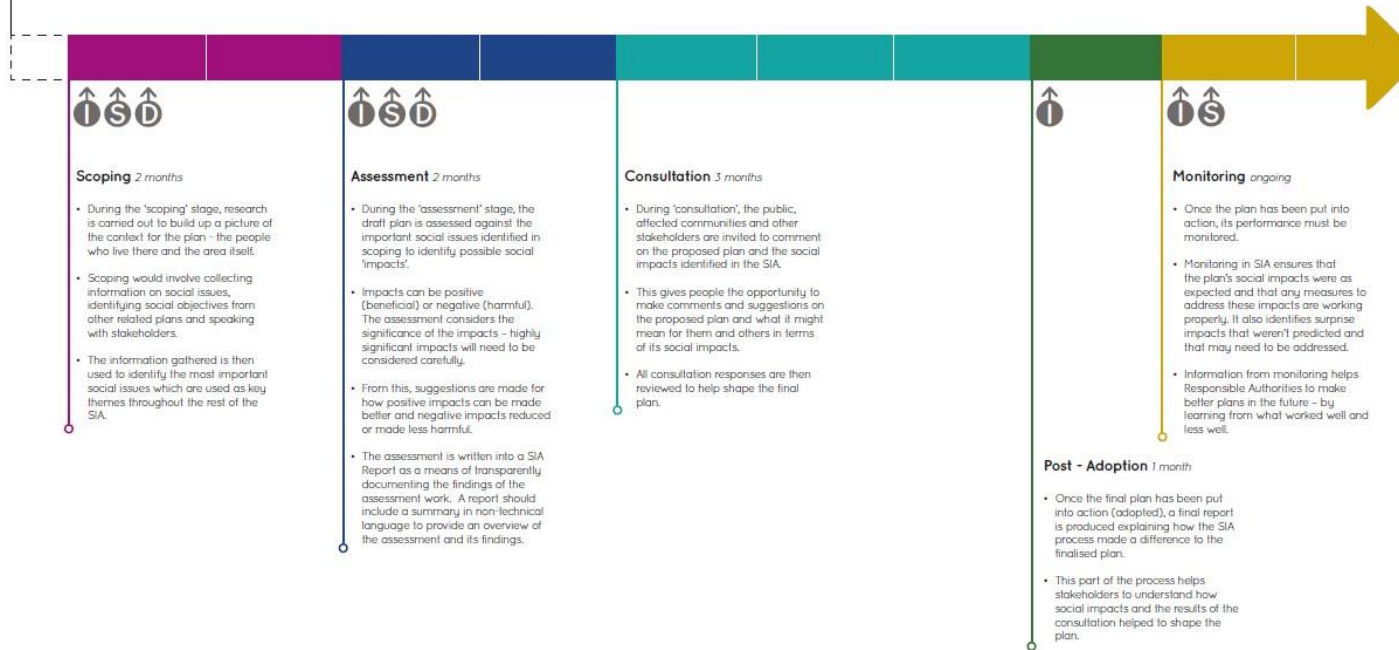 I S D
I S D
I
I S
Scoping 2 months
• During the 'scoping' stage, research
is carried out to build up a picture of
the context for the plan - the people
who live there and the area itself.
• Scoping would involve collecting
information on social issues,
identifying social objectives from
other related plans and speaking
with stakeholders.
• The information gathered is then
used to identify the most important
social issues which are used as key
themes throughout the rest of the
SIA.
Assessment 2 months
• During the 'assessment' stage, the
draft plan is assessed against the
important social issues identified in
scoping to identify possible social
'impacts'.
• Impacts can be positive
(beneficial) or negative (harmful).
The assessment considers the
significance of the impacts – highly
significant impacts will need to be
considered carefully.
• From this, suggestions are made for
how positive impacts can be made
better and negative impacts reduced
or made less harmful.
• The assessment is written into a SIA
Report as a means of transparently
documenting the findings of the
assessment work. A report should
include a summary in non-technical
language to provide an overview of
the assessment and its findings.
Consultation 3 months
• During 'consultation', the public,
affected communities and other
stakeholders are invited to comment
on the proposed plan and the social
impacts identified in the SIA.
• This gives people the opportunity to
make comments and suggestions on
the proposed plan and what it might
mean for them and others in terms
of its social impacts.
• All consultation responses are then
reviewed to help shape the final
plan.
Post - Adoption 1 month
• Once the final plan has been put
into action (adopted), a final report
is produced explaining how the SIA
process made a difference to the
finalised plan.
• This part of the process helps
stakeholders to understand how
social impacts and the results of the
consultation helped to shape the
plan.
Monitoring ongoing
• Once the plan has been put into
action, its performance must be
monitored.
• Monitoring in SIA ensures that
the plan's social impacts were as
expected and that any measures to
address these impacts are working
properly. It also identifies surprise
impacts that weren't predicted and
that may need to be addressed.
• Information from monitoring helps
Responsible Authorities to make
better plans in the future – by
learning from what worked well and
less well.